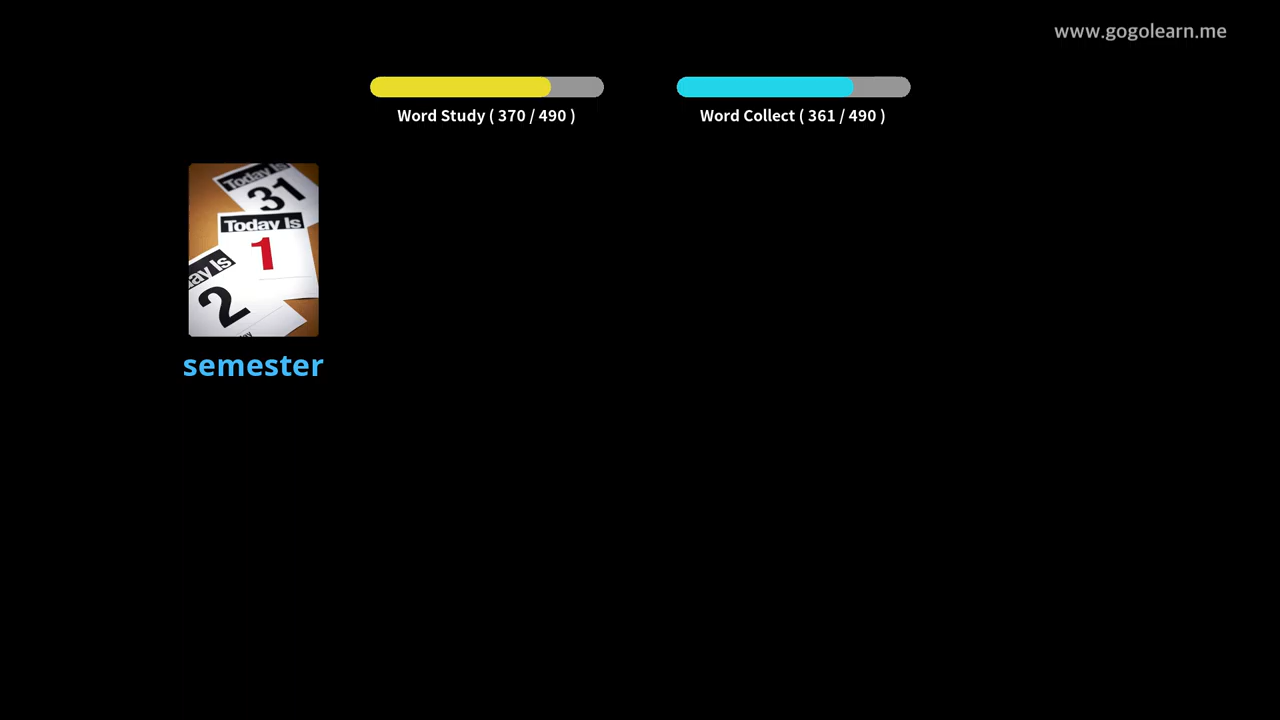 www.gogolearn.me
Word Study ( 370 / 490 )
Word Collect ( 361 / 490 )
Today Is
31
Today Is
1
ay Is
2
semester